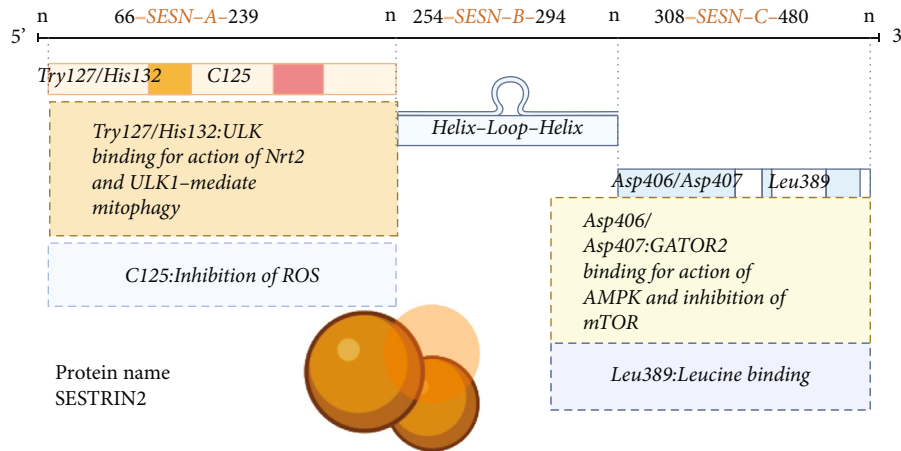 n 66–SESN–A–239 n 254–SESN–B–294 n 308–SESN–C–480 n
5’ 3
Try127/His132 C125
Try127/His132:ULK
binding for action of Nrt2
and ULK1–mediate
mitophagy
C125:Inhibition of ROS
Helix–Loop–Helix
Asp406/Asp407 Leu389
Asp406/
Asp407:GATOR2
binding for action of
AMPK and inhibition of
mTOR
Leu389:Leucine binding
Protein name
SESTRIN2